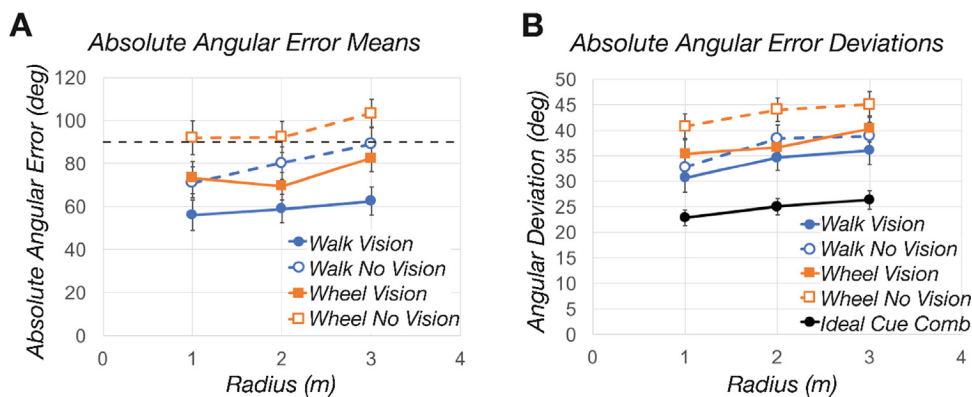 A
Absolute Angular Error Means
Absolute Angular Error (deg)
120
100
80
60
40
20
0
Walk Vision
Walk No Vision
Wheel Vision
Wheel No Vision
0 1 2 3 4
Radius (m)
B
Absolute Angular Error Deviations
Angular Deviation (deg)
50
45
40
35
30
25
20
15
10
5
0
Walk Vision
Walk No Vision
Wheel Vision
Wheel No Vision
Ideal Cue Comb
0 1 2 3 4
Radius (m)